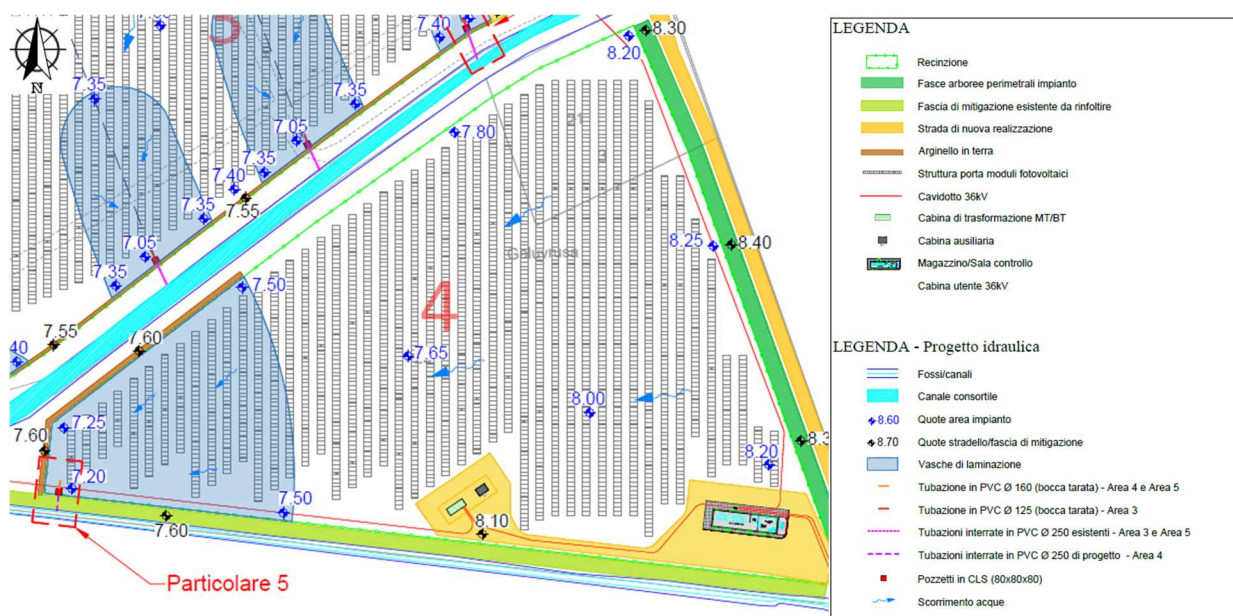 7.35
7.40
8.30
8.20
3
7.35
7.35
21
7.05
7.80
3
7.35
7.40
7.55
7.35
8.25
8.40
7.05
7.35
7.50
4
7.55
7.60
7.65
40
8.00
7.25
7.60
8.3
8.20
7.20
7.50
7.60
8.10
Particolare 5
N
LEGENDA
Recinzione
Fasce arboree perimetrali impianto
Fascia di mitigazione esistente da rinfoltire
Strada di nuova realizzazione
Arginello in terra
Struttura porta moduli fotovoltaici
Cavidotto 36kV
Cabina di trasformazione MT/BT
Cabina ausiliaria
Magazzino/Sala controllo
Cabina utente 36kV
LEGENDA - Progetto idraulica
Fossi/canali
Canale consortile
8.60 Quote area impianto
8.70 Quote stradello/fascia di mitigazione
Vasche di laminazione
Tubazione in PVC Ø 160 (bocca tarata) - Area 4 e Area 5
Tubazione in PVC Ø 125 (bocca tarata) - Area 3
Tubazioni interrate in PVC Ø 250 esistenti - Area 3 e Area 5
Tubazioni interrate in PVC Ø 250 di progetto - Area 4
Pozzetti in CLS (80x80x80)
Scorrimento acque